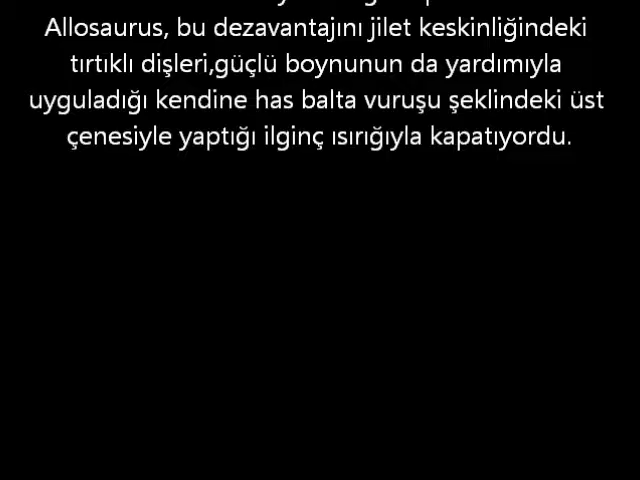 Allosaurus, bu dezavantajını jilet keskinliğindeki
tırtıklı dişleri,güçlü boynunun da yardımıyla
uyguladığı kendine has balta vuruşu şeklindeki üst
çenesiyle yaptığı ilginç ısırığıyla kapatıyordu.